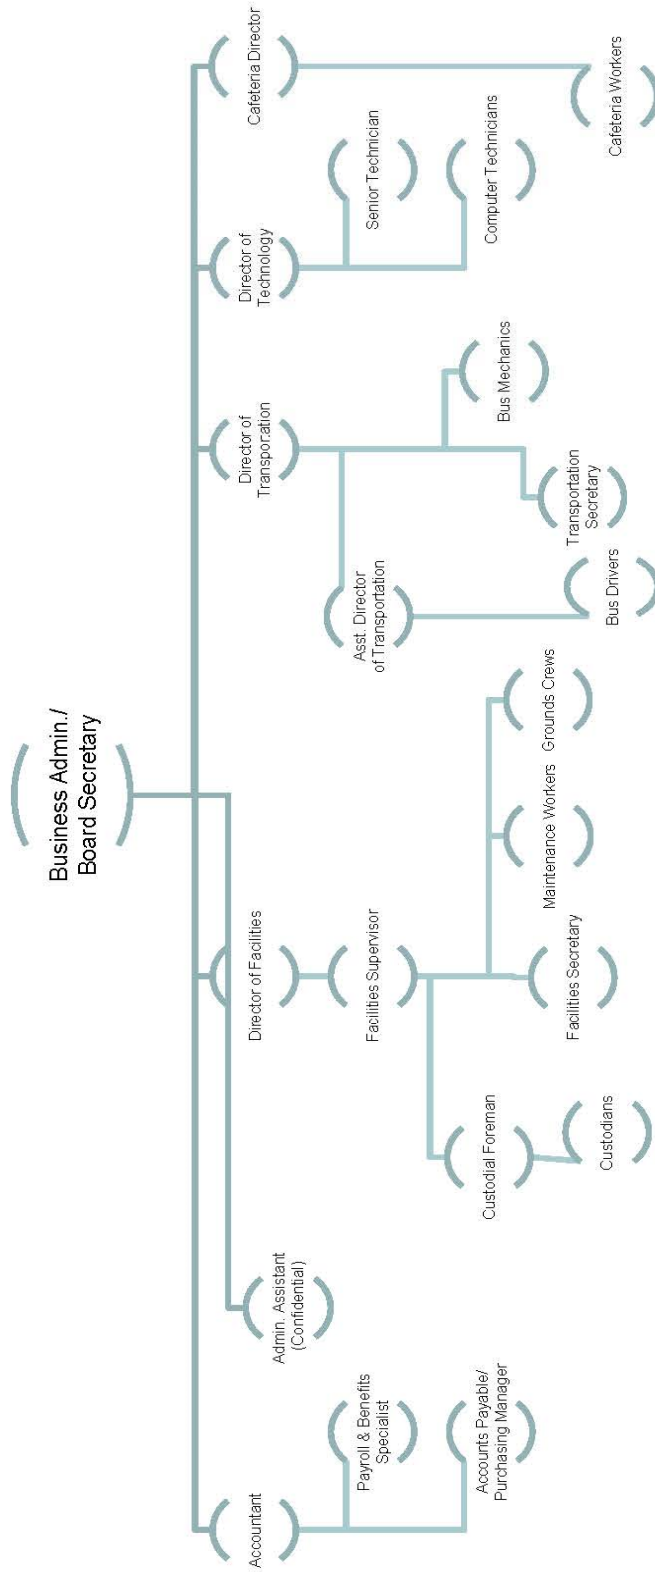 Business Admin./
Board Secretary
Accountant
Payroll & Benefits
Specialist
Accounts Payable/
Purchasing Manager
Admin. Assistant
(Confidential)
Director of Facilities
Facilities Supervisor
Custodial Foreman
Custodians
Facilities Secretary
Maintenance Workers
Grounds Crews
Director of
Transportation
Asst. Director
of Transportation
Bus Drivers
Transportation
Secretary
Bus Mechanics
Director of
Technology
Senior Technician
Computer Technicians
Cafeteria Director
Cafeteria Workers